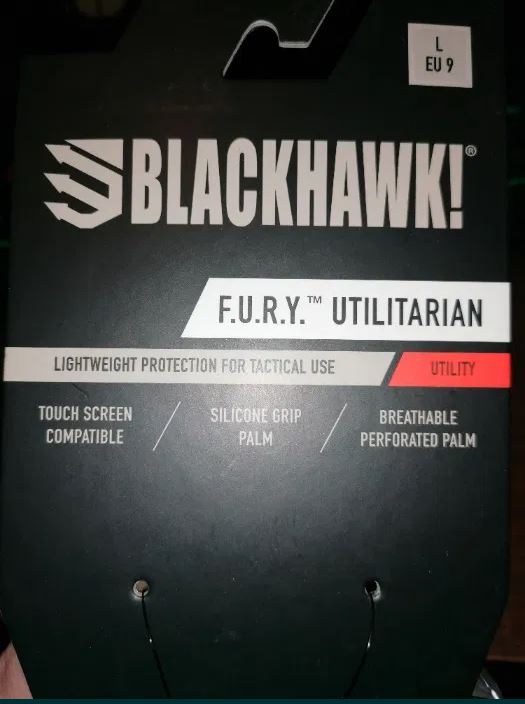 L
EU 9
BLACKHAWK!®
F.U.R.Y.™ UTILITARIAN
LIGHTWEIGHT PROTECTION FOR TACTICAL USE
UTILITY
TOUCH SCREEN
COMPATIBLE
SILICONE GRIP
PALM
BREATHABLE
PERFORATED PALM